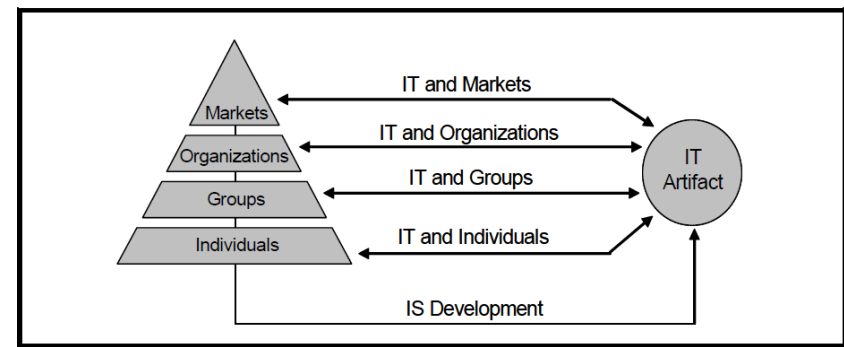 IT and Markets
Markets
IT and Organizations
Organizations
IT
Artifact
IT and Groups
Groups
IT and Individuals
Individuals
IS Development